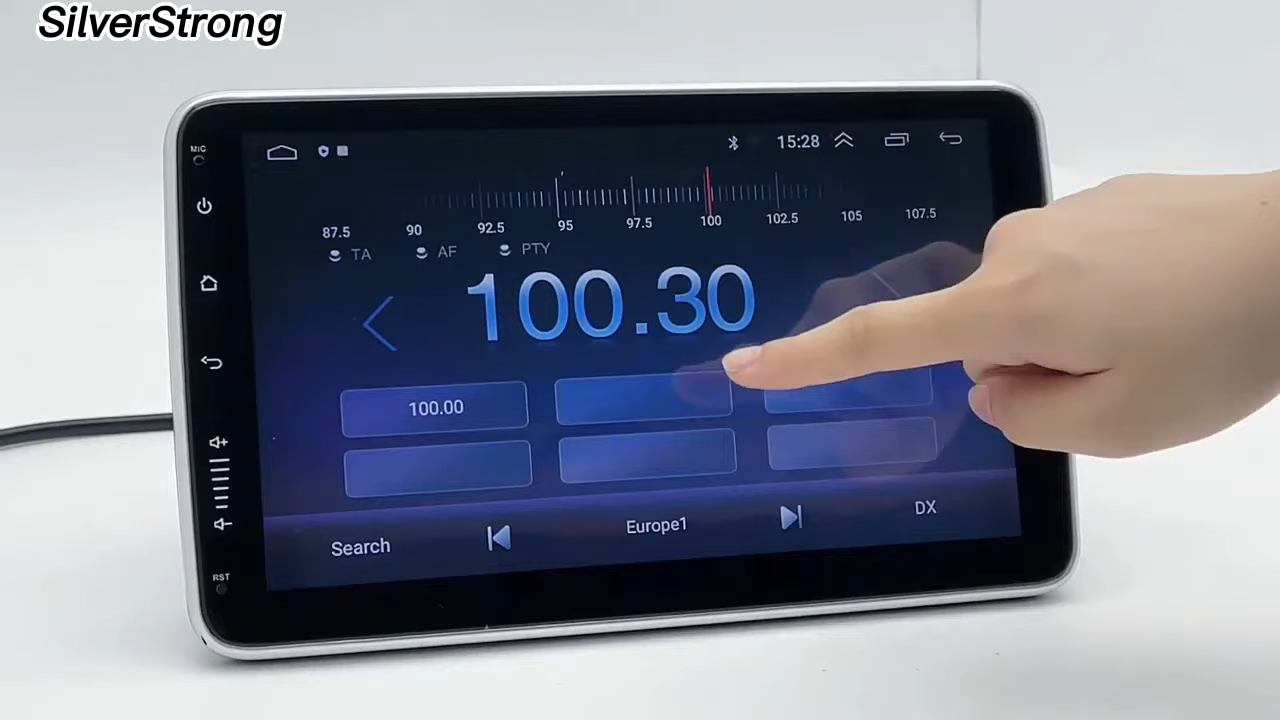 SilverStrong
MIC
15:28
87.5 90 92.5 95 97.5 100 102.5 105 107.5
TA AF PTY
100.30
100.00
Search Europe1 DX
RST